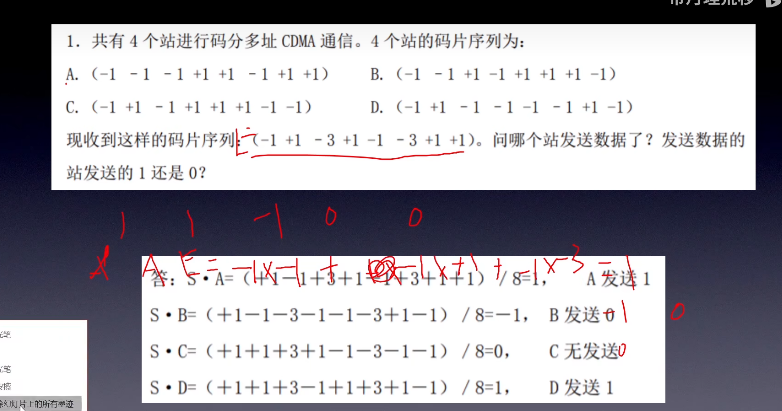 1. 共有 4 个站进行码分多址 CDMA 通信。4 个站的码片序列为:
A. (-1 -1 -1 +1 +1 -1 +1 +1) B. (-1 -1 +1 -1 +1 +1 +1 -1)
C. (-1 +1 -1 +1 +1 +1 -1 -1) D. (-1 +1 -1 -1 -1 -1 +1 -1)
现收到这样的码片序列:(-1 +1 -3 +1 -1 -3 +1 +1)。问哪个站发送数据了?发送数据的
站发送的 1 还是 0?
1 1 -1 0 0
A E = -1×-1 + -1×+1 + -1×-3 = 1
答:S·A=(+1-1+3+1-1+3+1+1)/8=1, A 发送 1
S·B=(+1-1-3-1-1-3+1-1)/8=-1, B 发送 0 -1 0
S·C=(+1+1+3+1-1-3-1-1)/8=0, C 无发送 0
S·D=(+1+1+3-1+1+3+1-1)/8=1, D 发送 1